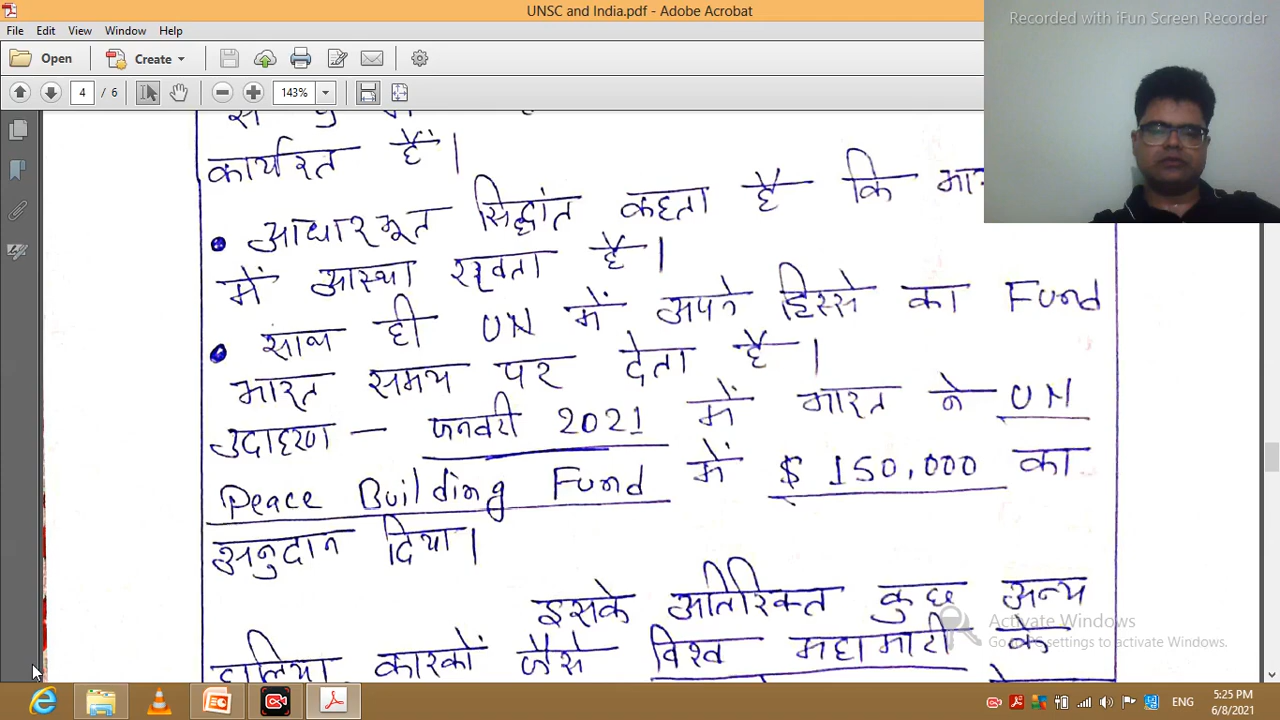 UNSC and India.pdf - Adobe Acrobat
Recorded with iFun Screen Recorder
File Edit View Window Help
Open Create
4 / 6 143%
कार्यरत हैं।
• आधारभूत सिद्धांत कहता है कि
में आस्था रखता है।
• साथ ही UN में अपने हिस्से का Fund
भारत समय पर देता है।
उदाहरण – जनवरी 2021 में भारत ने UN
Peace Building Fund में $ 150,000 का
अनुदान दिया।
इसके अतिरिक्त कुछ अन्य
कारकों जैसे विश्व महामारी के
Activate Windows
Go to PC settings to activate Windows.
ENG
5:25 PM
6/8/2021